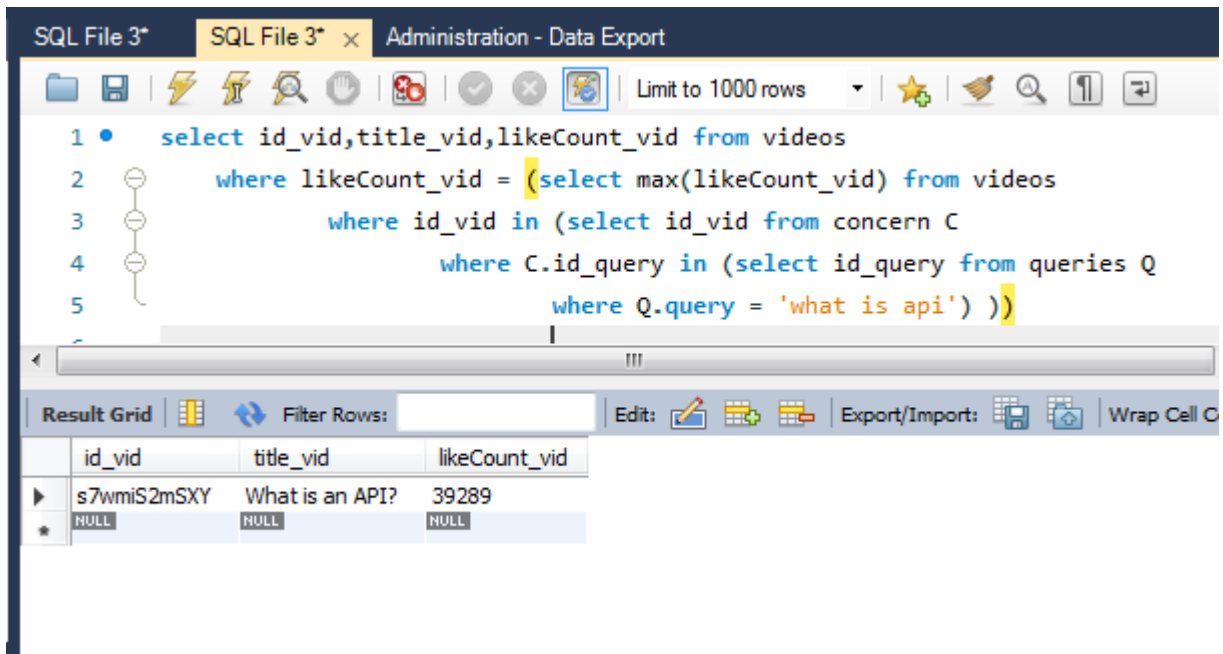 SQL File 3* SQL File 3* × Administration - Data Export
Limit to 1000 rows
1 select id_vid,title_vid,likeCount_vid from videos
2 where likeCount_vid = (select max(likeCount_vid) from videos
3 where id_vid in (select id_vid from concern C
4 where C.id_query in (select id_query from queries Q
5 where Q.query = 'what is api') ))
Result Grid Filter Rows: Edit: Export/Import: Wrap Cell C
id_vid title_vid likeCount_vid
s7wmiS2mSXY What is an API? 39289
NULL NULL NULL